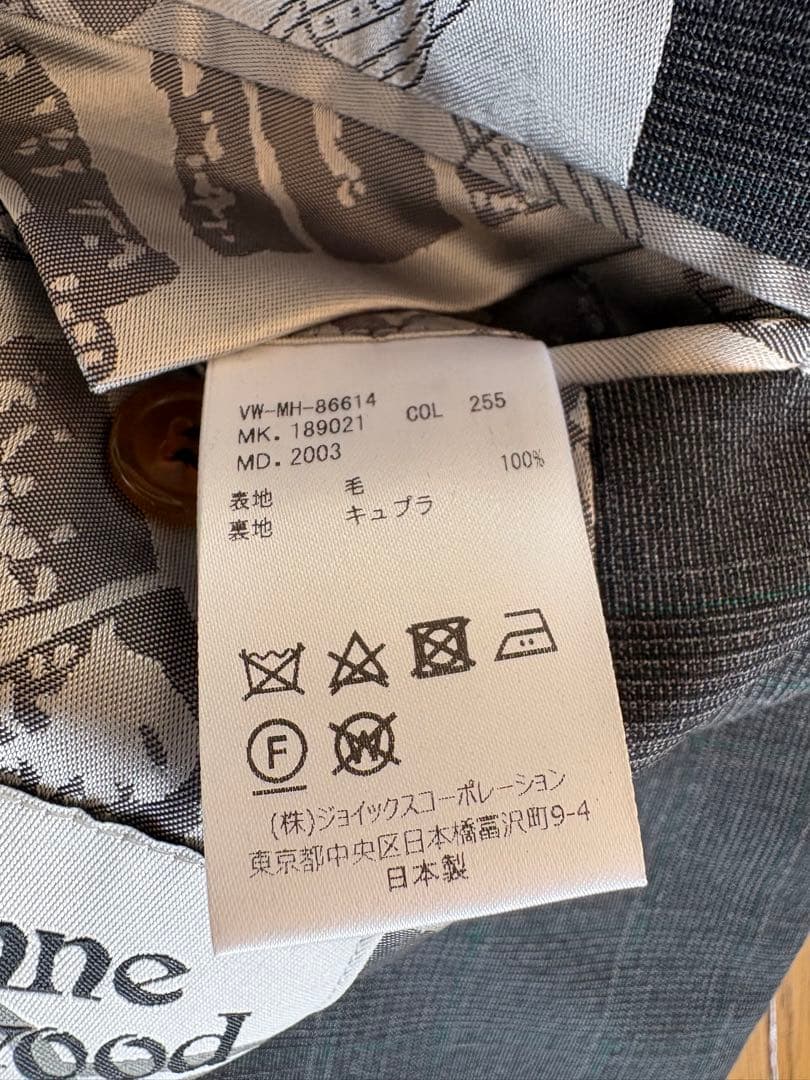 VW-MH-86614 COL 255
MK. 189021
MD. 2003
表地 毛 100%
裏地 キュプラ
F
W
(株)ジョイックスコーポレーション
東京都中央区日本橋富沢町9-4
日本製
nne
wood